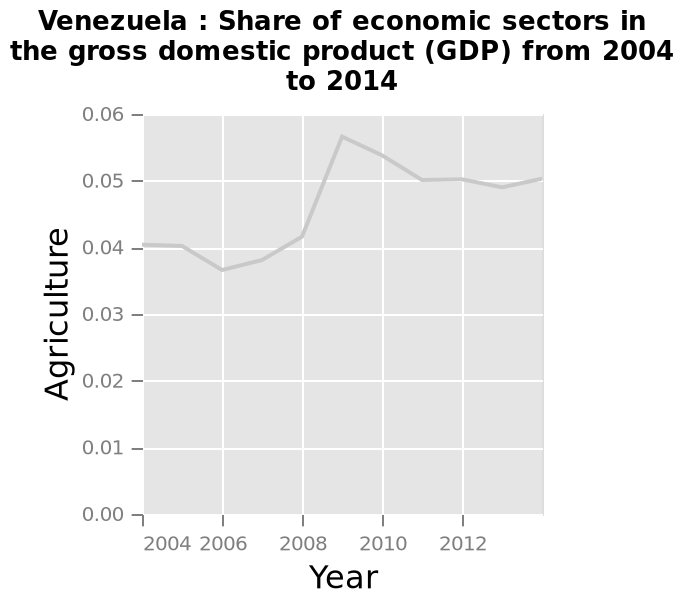 Venezuela : Share of economic sectors in
the gross domestic product (GDP) from 2004
to 2014
0.06
0.05
0.04
0.03
0.02
0.01
0.00
Agriculture
2004 2006 2008 2010 2012
Year